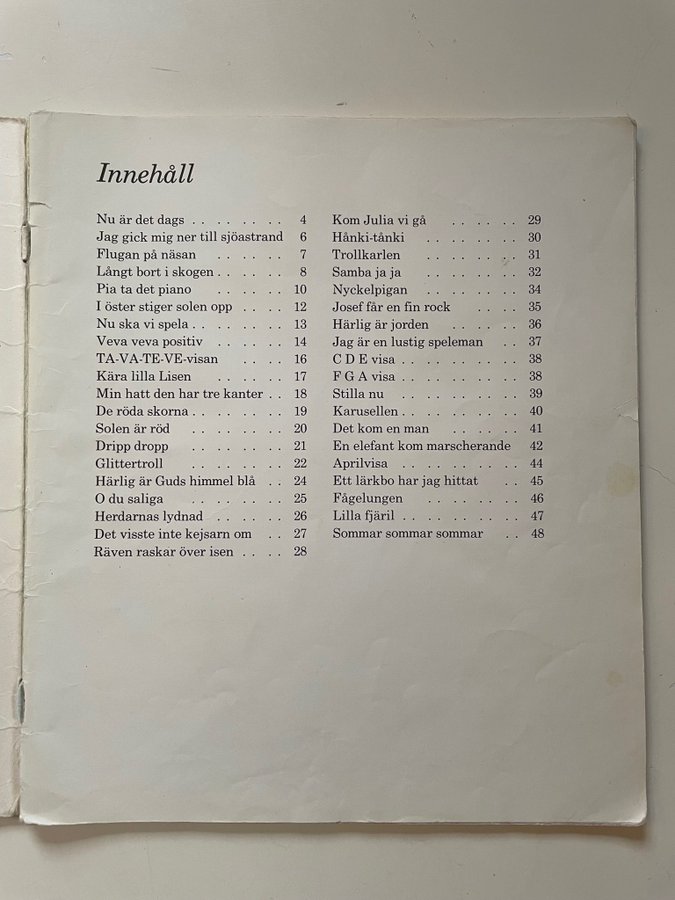 Innehåll
Nu är det dags . . . . . . . 4
Jag gick mig ner till sjöastrand 6
Flugan på näsan . . . . . . 7
Långt bort i skogen . . . . . . 8
Pia ta det piano . . . . . . 10
I öster stiger solen opp . . . . 12
Nu ska vi spela . . . . . . . 13
Veva veva positiv . . . . . . 14
TA-VA-TE-VE-visan . . . . 16
Kära lilla Lisen . . . . . . 17
Min hatt den har tre kanter . . 18
De röda skorna . . . . . . . 19
Solen är röd . . . . . . . 20
Dripp dropp . . . . . . . 21
Glittertroll . . . . . . . 22
Härlig är Guds himmel blå . . 24
O du saliga . . . . . . . 25
Herdarnas lydnad . . . . . . 26
Det visste inte kejsarn om . . 27
Räven raskar över isen . . . . 28
Kom Julia vi gå . . . . . . 29
Hånki-tånki . . . . . . . 30
Trollkarlen . . . . . . . 31
Samba ja ja . . . . . . . 32
Nyckelpigan . . . . . . . 34
Josef får en fin rock . . . . 35
Härlig är jorden . . . . . . 36
Jag är en lustig speleman . . 37
C D E visa . . . . . . . . 38
F G A visa . . . . . . . . 38
Stilla nu . . . . . . . . 39
Karusellen . . . . . . . . 40
Det kom en man . . . . . . 41
En elefant kom marscherande 42
Aprilvisa . . . . . . . . 44
Ett lärkbo har jag hittat . . 45
Fågelungen . . . . . . . 46
Lilla fjäril . . . . . . . . 47
Sommar sommar sommar . . 48